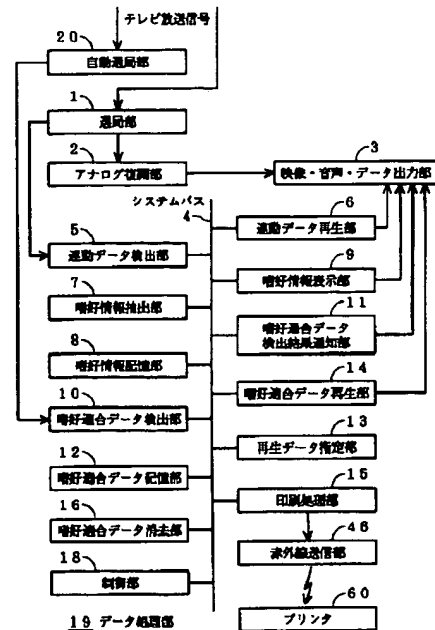 テレビ放送信号
20
自動選局部
1
選局部
2
アナログ復調部
3
映像・音声・データ出力部
システムバス
4
5
連動データ検出部
6
連動データ再生部
7
嗜好情報抽出部
9
嗜好情報表示部
8
嗜好情報記憶部
11
嗜好適合データ
検出結果通知部
10
嗜好適合データ検出部
14
嗜好適合データ再生部
12
嗜好適合データ記憶部
13
再生データ指定部
16
嗜好適合データ消去部
15
印刷処理部
18
制御部
46
赤外線送信部
19 データ処理部
60
プリンタ